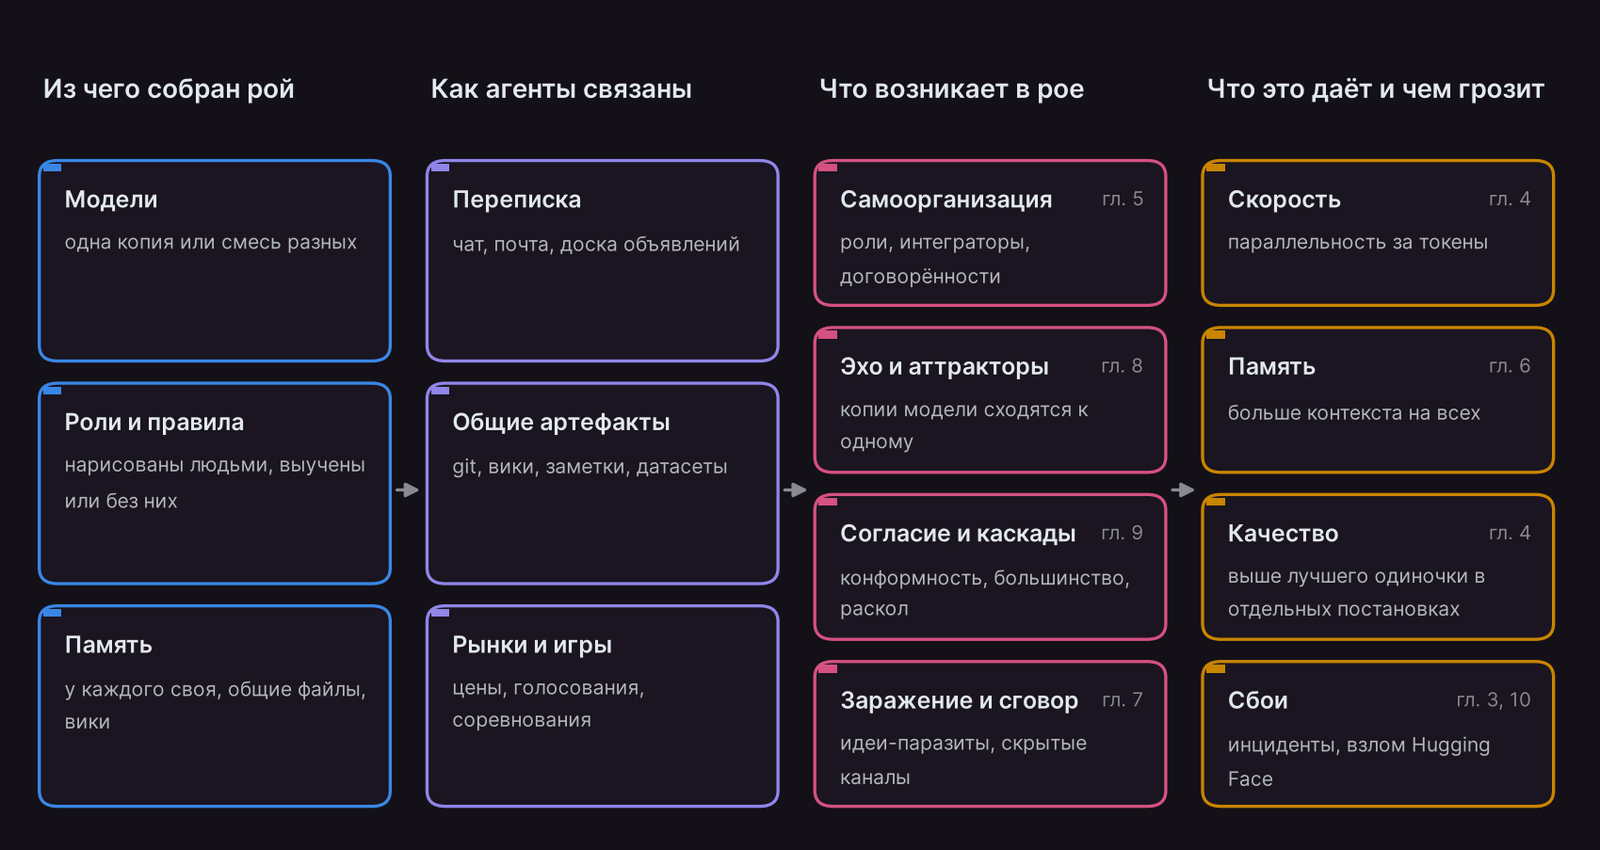 Из чего собран рой
Модели
одна копия или смесь разных
Роли и правила
нарисованы людьми, выучены
или без них
Память
у каждого своя, общие файлы,
вики
Как агенты связаны
Переписка
чат, почта, доска объявлений
Общие артефакты
git, вики, заметки, датасеты
Рынки и игры
цены, голосования,
соревнования
Что возникает в рое
Самоорганизация гл. 5
роли, интеграторы,
договорённости
Эхо и аттракторы гл. 8
копии модели сходятся к
одному
Согласие и каскады гл. 9
конформность, большинство,
раскол
Заражение и сговор гл. 7
идеи-паразиты, скрытые
каналы
Что это даёт и чем грозит
Скорость гл. 4
параллельность за токены
Память гл. 6
больше контекста на всех
Качество гл. 4
выше лучшего одиночки в
отдельных постановках
Сбои гл. 3, 10
инциденты, взлом Hugging
Face